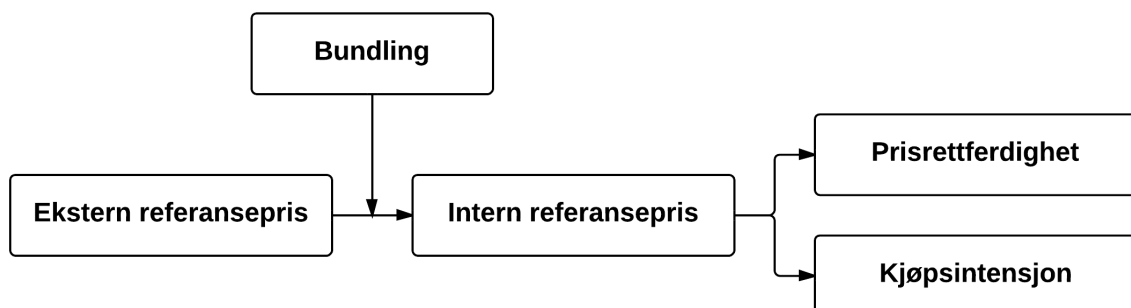 Bundling
Prisrettferdighet
Ekstern referansepris
Intern referansepris
Kjøpsintensjon